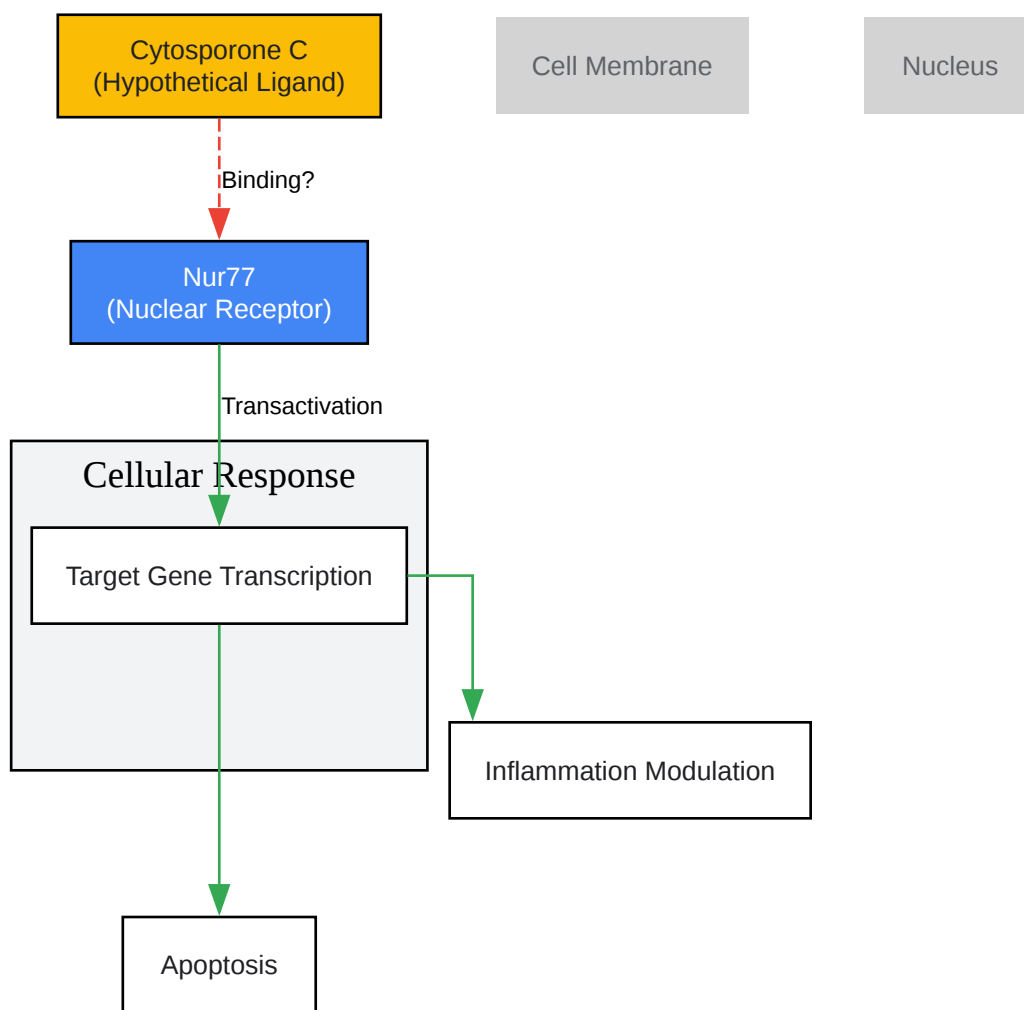 Cytosporone C
(Hypothetical Ligand)
Cell Membrane
Nucleus
Binding?
Nur77
(Nuclear Receptor)
Transactivation
Cellular Response
Target Gene Transcription
Inflammation Modulation
Apoptosis